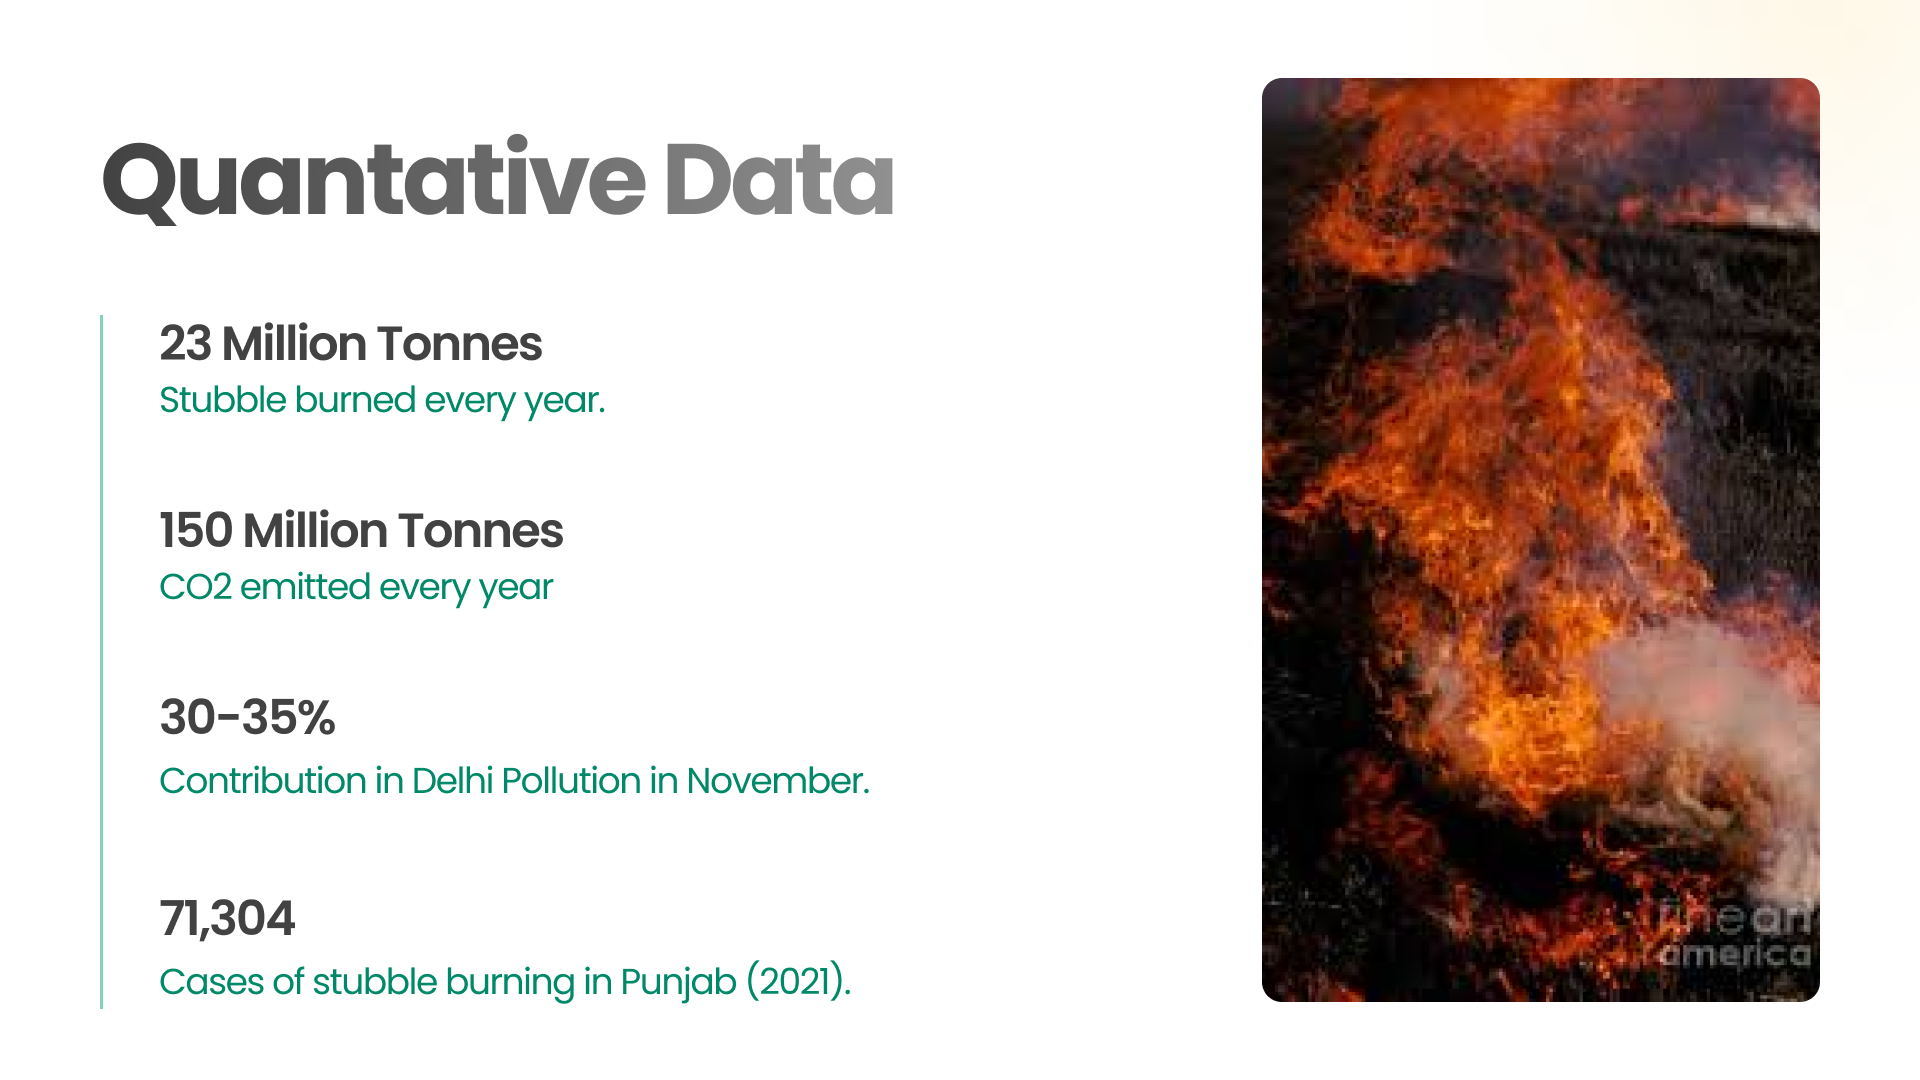 Quantative Data
23 Million Tonnes
Stubble burned every year.
150 Million Tonnes
CO2 emitted every year
30-35%
Contribution in Delhi Pollution in November.
71,304
Cases of stubble burning in Punjab (2021).
fine art
america